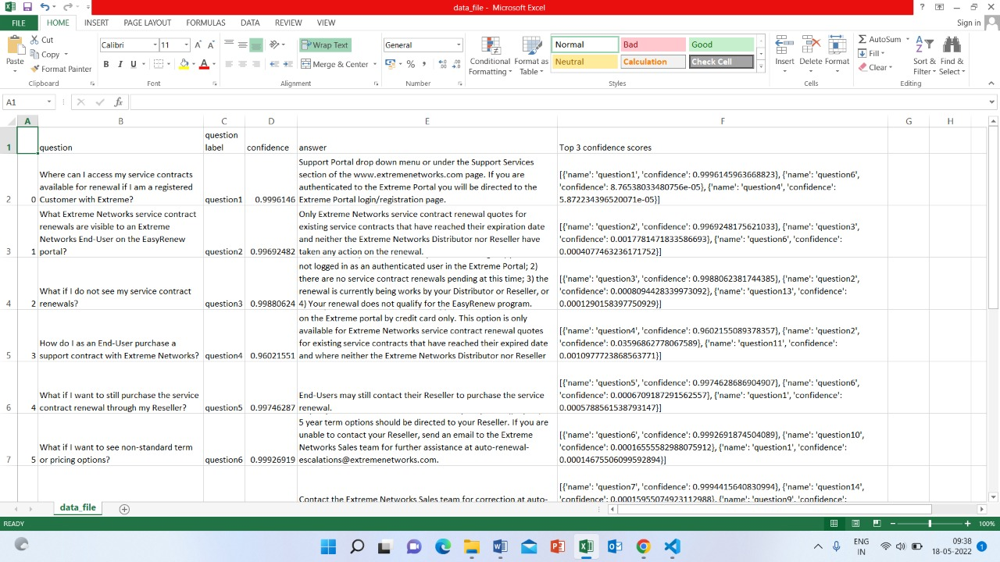 data_file - Microsoft Excel
Sign in
FILE HOME INSERT PAGE LAYOUT FORMULAS DATA REVIEW VIEW
Paste
Cut
Copy
Format Painter
Clipboard
Calibri 11
B I U
Font
Wrap Text
Merge & Center
Alignment
General
Number
Conditional Formatting
Format as Table
Normal Bad Good
Neutral Calculation Check Cell
Styles
Insert Delete Format
Cells
AutoSum
Fill
Clear
Sort & Filter
Find & Select
Editing
A1
A B C D E F G H
1 question question label confidence answer Top 3 confidence scores
2 0
Where can I access my service contracts
available for renewal if I am a registered
Customer with Extreme?
question1 0.9996146
Support Portal drop down menu or under the Support Services
section of the www.extremenetworks.com page. If you are
authenticated to the Extreme Portal you will be directed to the
Extreme Portal login/registration page.
[{'name': 'question1', 'confidence': 0.9996145963668823}, {'name': 'question6',
'confidence': 8.76538033480756e-05}, {'name': 'question4', 'confidence':
5.872234396520071e-05}]
3 1
What Extreme Networks service contract
renewals are visible to an Extreme
Networks End-User on the EasyRenew
portal?
question2 0.99692482
Only Extreme Networks service contract renewal quotes for
existing service contracts that have reached their expiration date
and neither the Extreme Networks Distributor nor Reseller have
taken any action on the renewal.
[{'name': 'question2', 'confidence': 0.9969248175621033}, {'name': 'question3',
'confidence': 0.0017781471833586693}, {'name': 'question6', 'confidence':
0.0004077463236171752}]
4 2
What if I do not see my service contract
renewals?
question3 0.99880624
not logged in as an authenticated user in the Extreme Portal; 2)
there are no service contract renewals pending at this time; 3) the
renewal is currently being works by your Distributor or Reseller, or
4) Your renewal does not qualify for the EasyRenew program.
[{'name': 'question3', 'confidence': 0.9988062381744385}, {'name': 'question2',
'confidence': 0.0008094428339973092}, {'name': 'question13', 'confidence':
0.0001290158397750929}]
5 3
How do I as an End-User purchase a
support contract with Extreme Networks?
question4 0.96021551
on the Extreme portal by credit card only. This option is only
available for Extreme Networks service contract renewal quotes
for existing service contracts that have reached their expired date
and where neither the Extreme Networks Distributor nor Reseller
[{'name': 'question4', 'confidence': 0.9602155089378357}, {'name': 'question2',
'confidence': 0.03596862778067589}, {'name': 'question11', 'confidence':
0.0010977723868563771}]
6 4
What if I want to still purchase the service
contract renewal through my Reseller?
question5 0.99746287
End-Users may still contact their Reseller to purchase the service
renewal.
[{'name': 'question5', 'confidence': 0.9974628686904907}, {'name': 'question6',
'confidence': 0.0006709187291562557}, {'name': 'question1', 'confidence':
0.0005788561538793147}]
7 5
What if I want to see non-standard term
or pricing options?
question6 0.99926919
5 year term options should be directed to your Reseller. If you are
unable to contact your Reseller, send an email to the Extreme
Networks Sales team for further assistance at auto-renewal-
escalations@extremenetworks.com.
[{'name': 'question6', 'confidence': 0.9992691874504089}, {'name': 'question10',
'confidence': 0.00016555582988075912}, {'name': 'question1', 'confidence':
0.00014675506099592894}]
Contact the Extreme Networks Sales team for correction at auto-
[{'name': 'question7', 'confidence': 0.9994415640830994}, {'name': 'question14',
'confidence': 0.00015955074923112988}, {'name': 'question9', 'confidence':
data_file
READY
100%
ENG
IN
09:38
18-05-2022
1